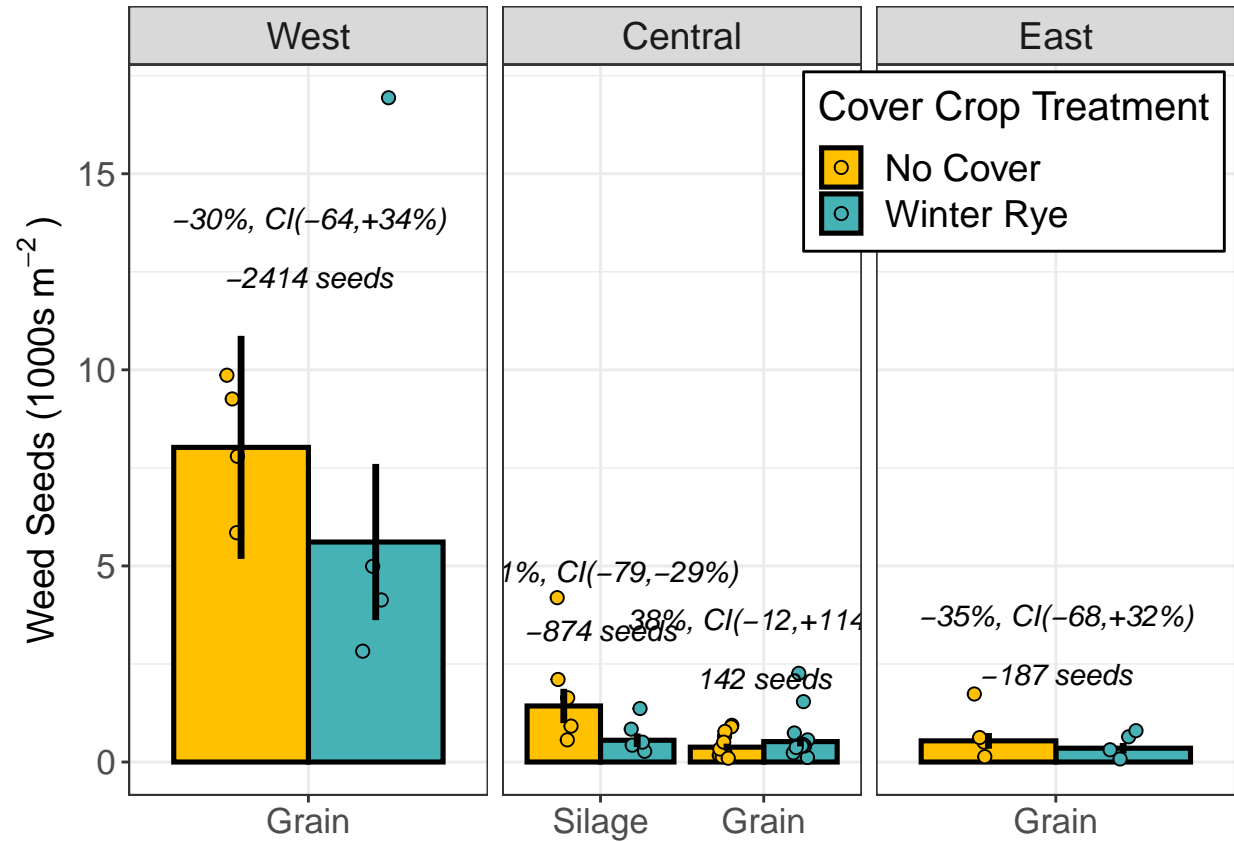 West
Central
East
Cover Crop Treatment
No Cover
Winter Rye
Weed Seeds (1000s m⁻²)
15
10
5
0
−30%, CI(−64,+34%)
−2414 seeds
1%, CI(−79,−29%)
−874 seeds
38%, CI(−12,+114
142 seeds
−35%, CI(−68,+32%)
−187 seeds
Grain
Silage
Grain
Grain